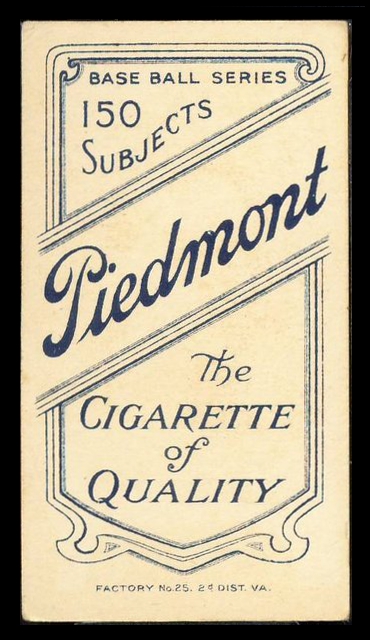 BASE BALL SERIES
150
SUBJECTS
Piedmont
The
CIGARETTE
of
QUALITY
FACTORY No. 25. 2d DIST. VA.